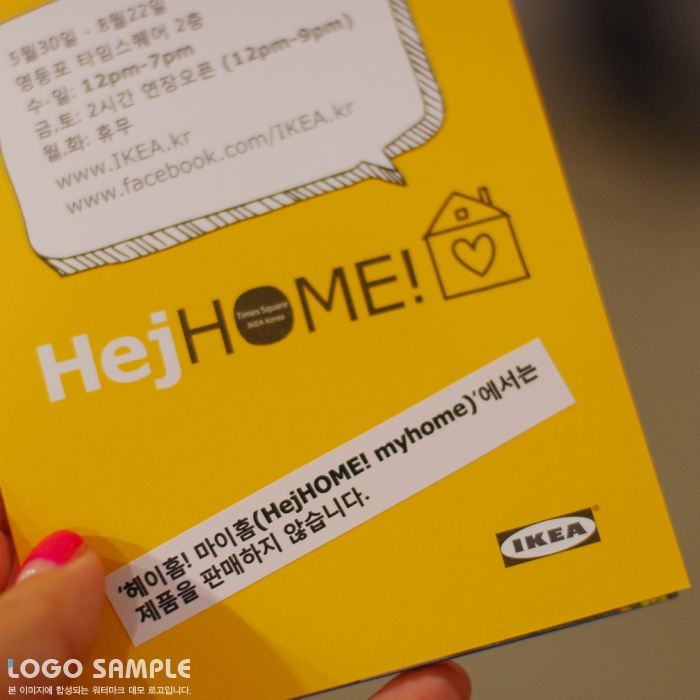 5월30일 - 8월22일
영등포 타임스퀘어 2층
수-일: 12pm-7pm
금,토: 2시간 연장오픈 (12pm-9pm)
월,화: 휴무
www.IKEA.kr
www.facebook.com/IKEA.kr
HejHOME!
Times Square
IKEA Korea
‘헤이홈! 마이홈(HejHOME! myhome)’에서는
제품을 판매하지 않습니다.
IKEA®
LOGO SAMPLE
본 이미지에 합성되는 워터마크 데모 로고입니다.